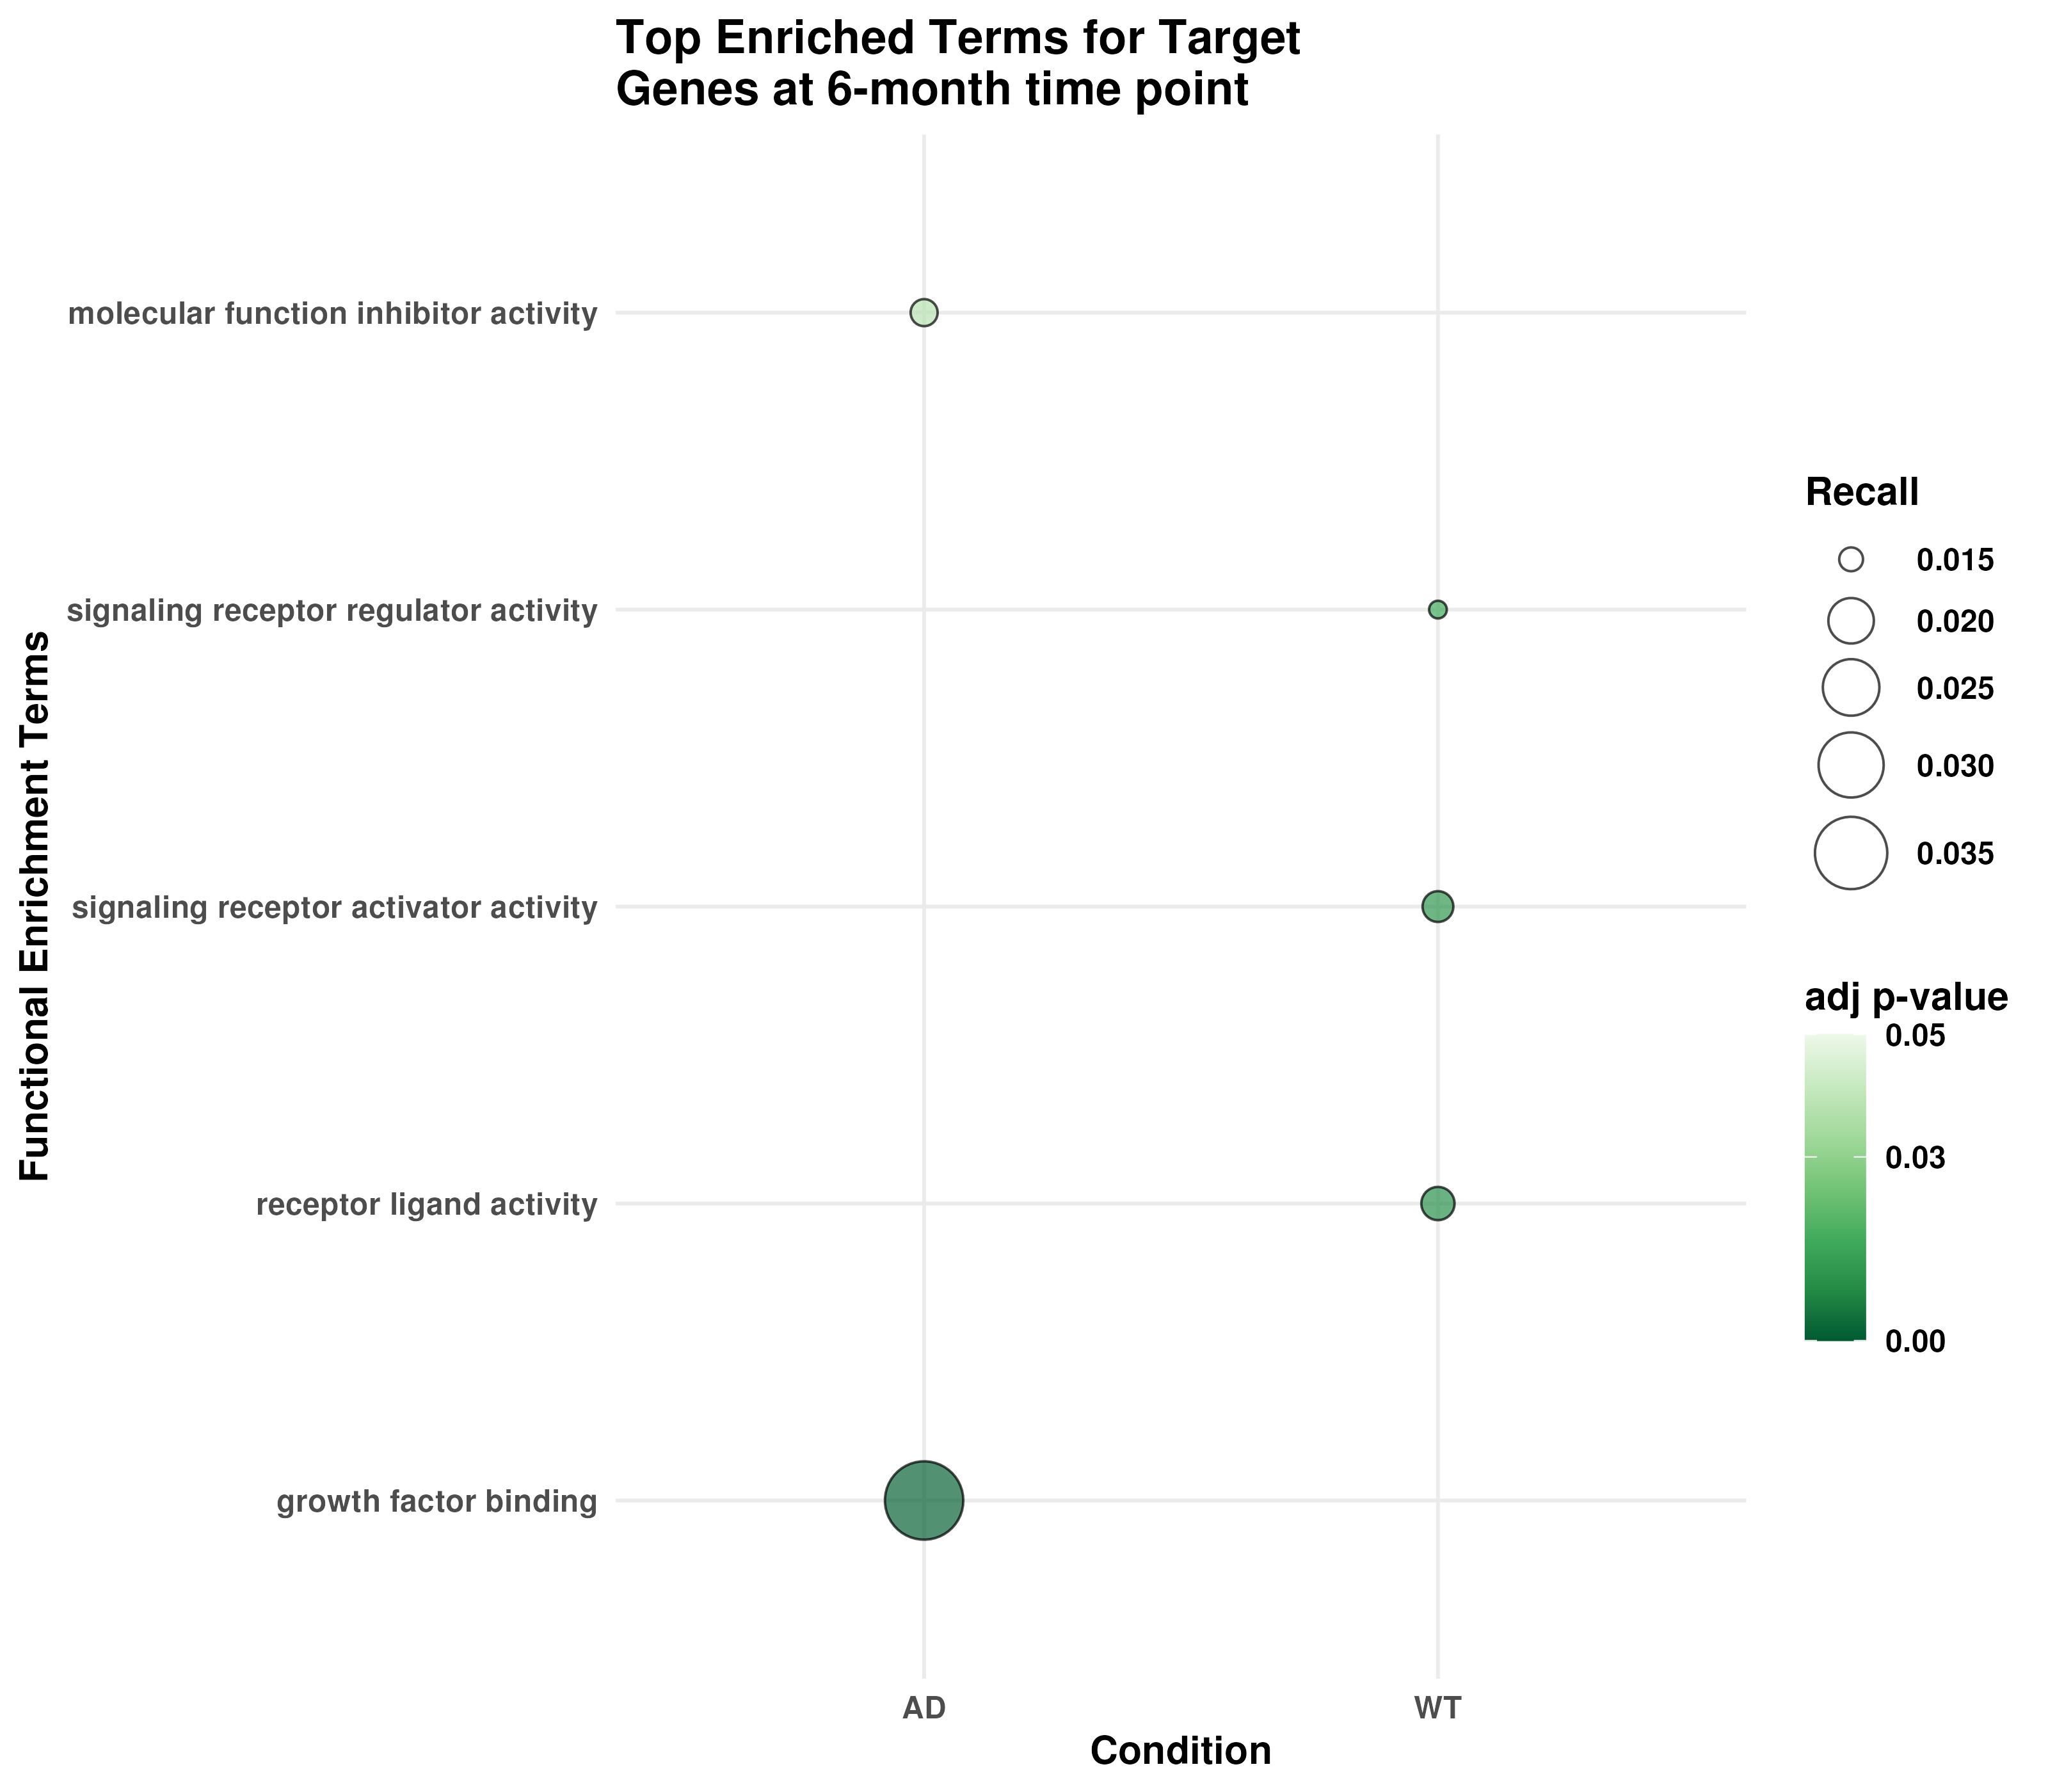 Top Enriched Terms for Target
Genes at 6-month time point
Functional Enrichment Terms
molecular function inhibitor activity
signaling receptor regulator activity
signaling receptor activator activity
receptor ligand activity
growth factor binding
AD
WT
Condition
Recall
0.015
0.020
0.025
0.030
0.035
adj p-value
0.05
0.03
0.00